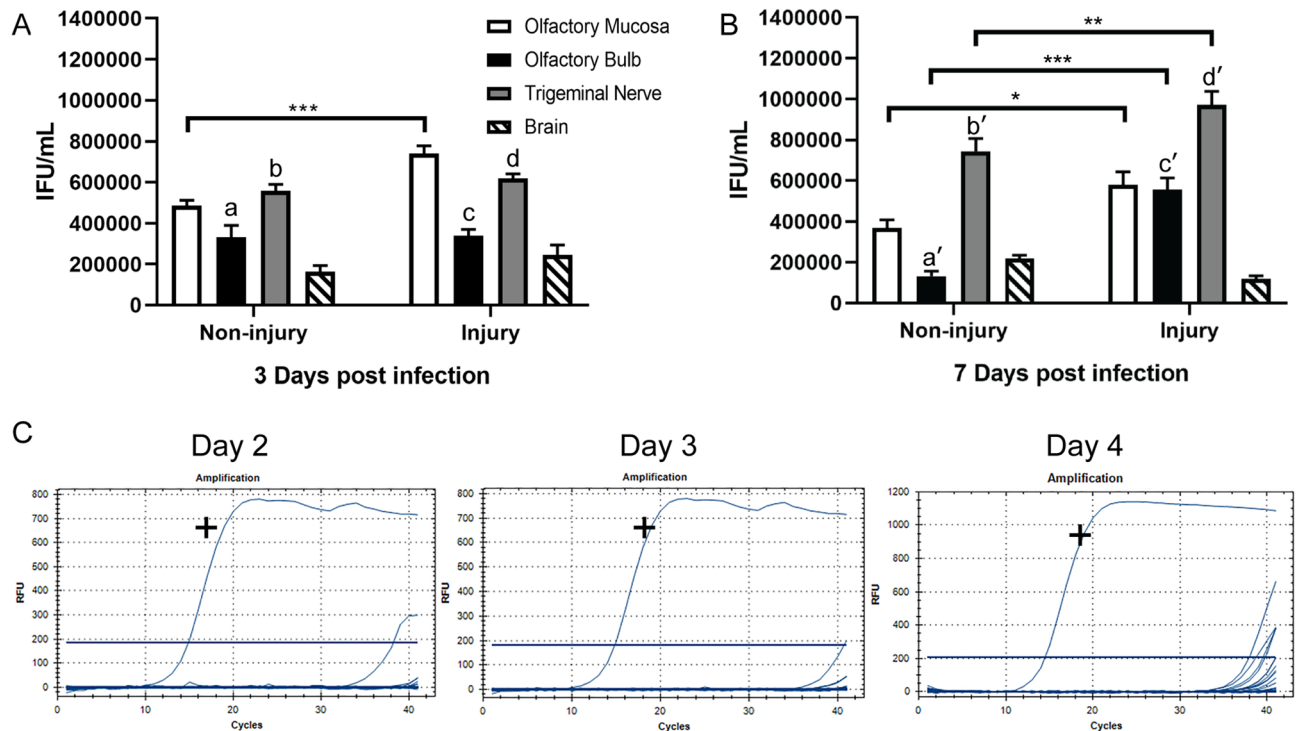 A
1400000
1200000
1000000
800000
600000
400000
200000
0
IFU/mL
***
a
b
c
d
Non-injury
Injury
3 Days post infection
Olfactory Mucosa
Olfactory Bulb
Trigeminal Nerve
Brain
B
1400000
1200000
1000000
800000
600000
400000
200000
0
IFU/mL
**
***
*
a′
b′
c′
d′
Non-injury
Injury
7 Days post infection
C
Day 2
Amplification
800
700
600
500
400
300
200
100
0
RFU
+
0
10
20
30
40
Cycles
Day 3
Amplification
800
700
600
500
400
300
200
100
0
RFU
+
0
10
20
30
40
Cycles
Day 4
Amplification
1200
1000
800
600
400
200
0
RFU
+
0
10
20
30
40
Cycles